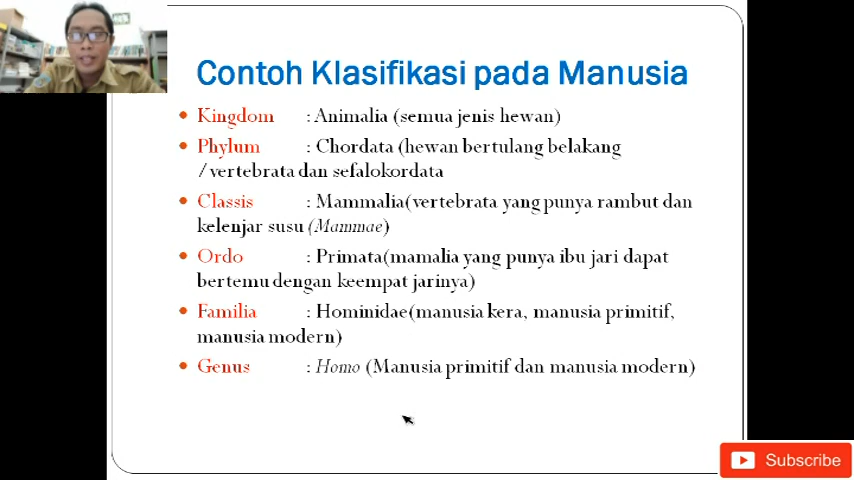 Contoh Klasifikasi pada Manusia
• Kingdom : Animalia (semua jenis hewan)
• Phylum : Chordata (hewan bertulang belakang
/vertebrata dan sefalokordata
• Classis : Mammalia(vertebrata yang punya rambut dan
kelenjar susu (Mammae)
• Ordo : Primata(mamalia yang punya ibu jari dapat
bertemu dengan keempat jarinya)
• Familia : Hominidae(manusia kera, manusia primitif,
manusia modern)
• Genus : Homo (Manusia primitif dan manusia modern)
Subscribe